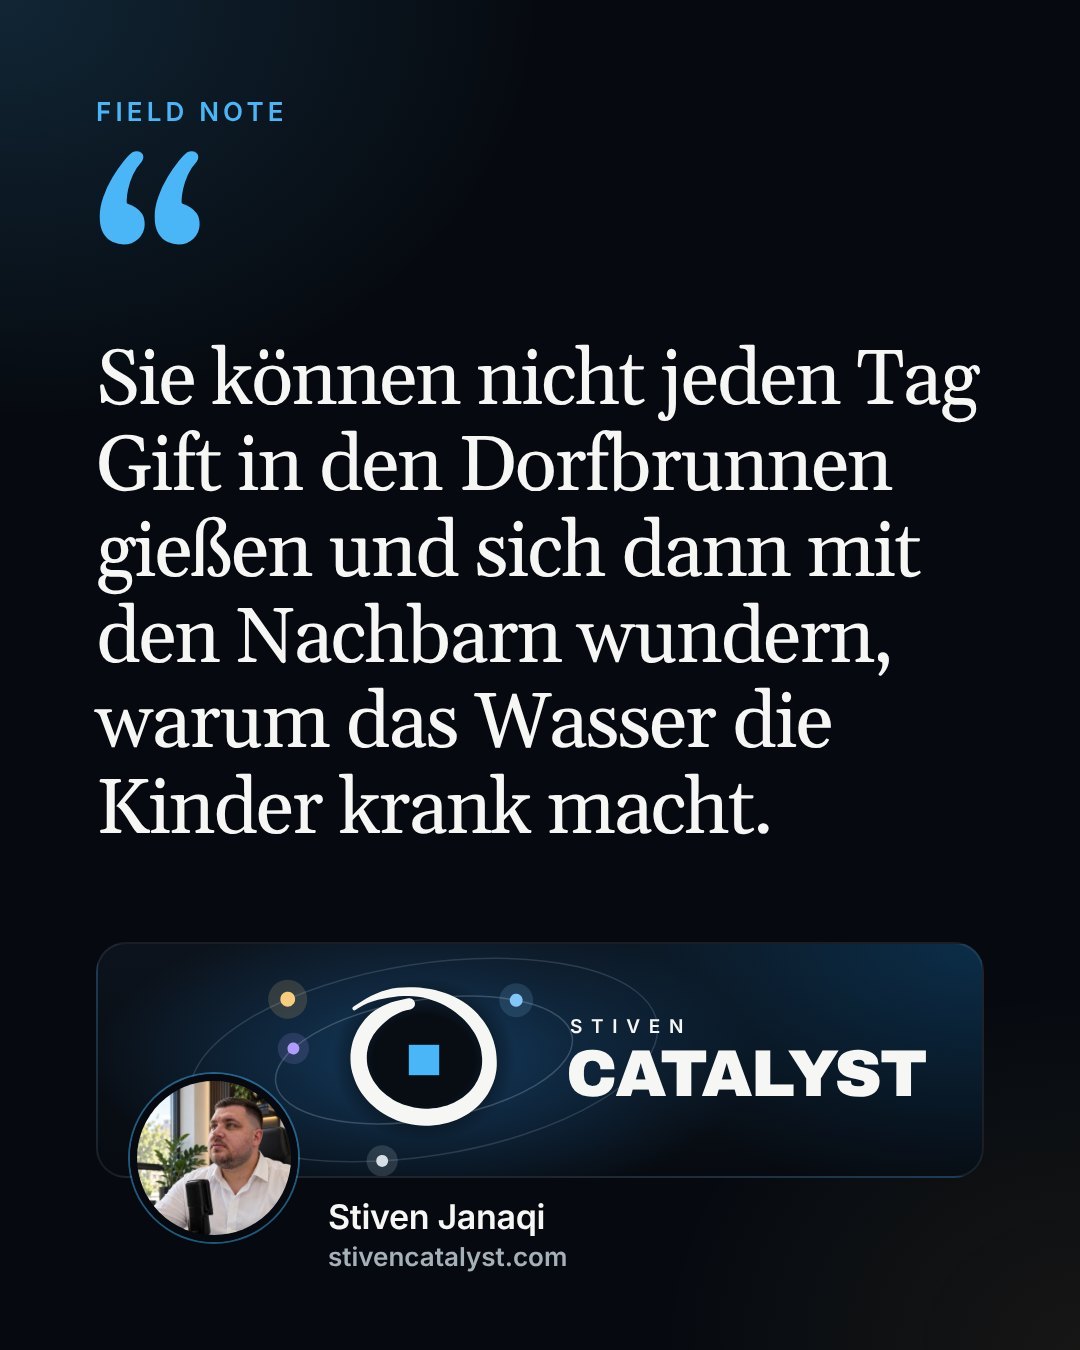 FIELD NOTE
“
Sie können nicht jeden Tag
Gift in den Dorfbrunnen
gießen und sich dann mit
den Nachbarn wundern,
warum das Wasser die
Kinder krank macht.
STIVEN
CATALYST
Stiven Janaqi
stivencatalyst.com